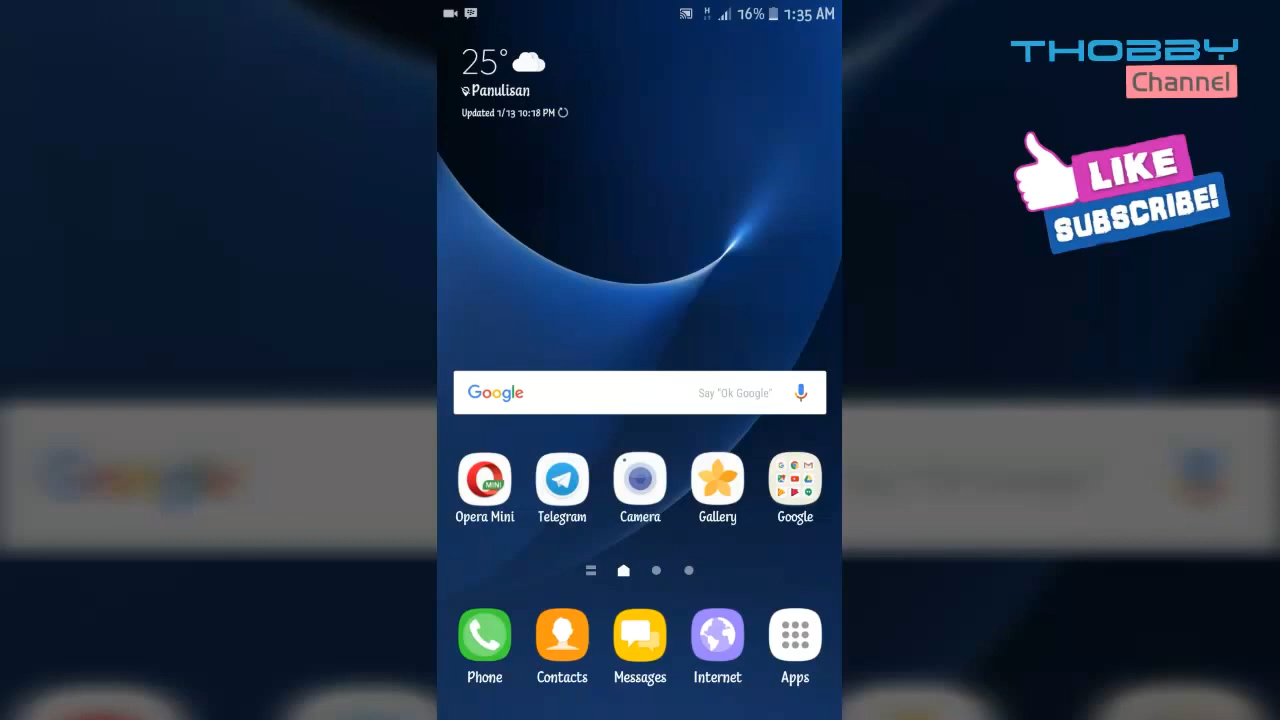 76% 1:35 AM
25°
Panulisan
Updated 1/13 10:18 PM
Google Say "Ok Google"
Opera Mini Telegram Camera Gallery Google
Phone Contacts Messages Internet Apps
THOBBY
Channel
LIKE
SUBSCRIBE!